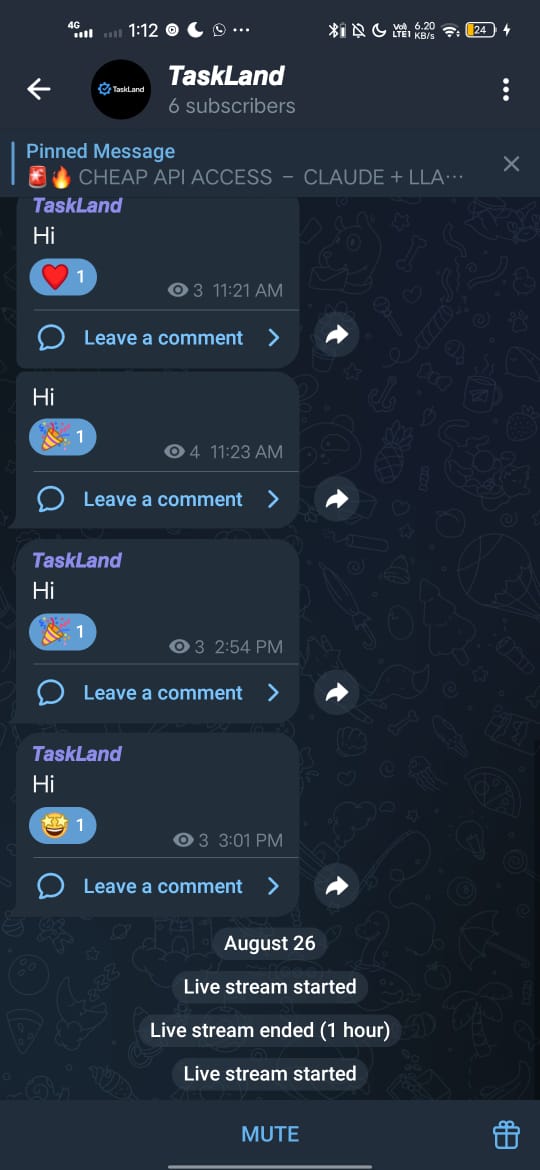 4G 1:12 ••• Vo) LTE1 6.20 KB/s 24
TaskLand
TaskLand
6 subscribers
Pinned Message
🚨🔥 CHEAP API ACCESS – CLAUDE + LLA···
TaskLand
Hi
❤️ 1
3 11:21 AM
Leave a comment
Hi
🎉 1
4 11:23 AM
Leave a comment
TaskLand
Hi
🎉 1
3 2:54 PM
Leave a comment
TaskLand
Hi
🤩 1
3 3:01 PM
Leave a comment
August 26
Live stream started
Live stream ended (1 hour)
Live stream started
MUTE